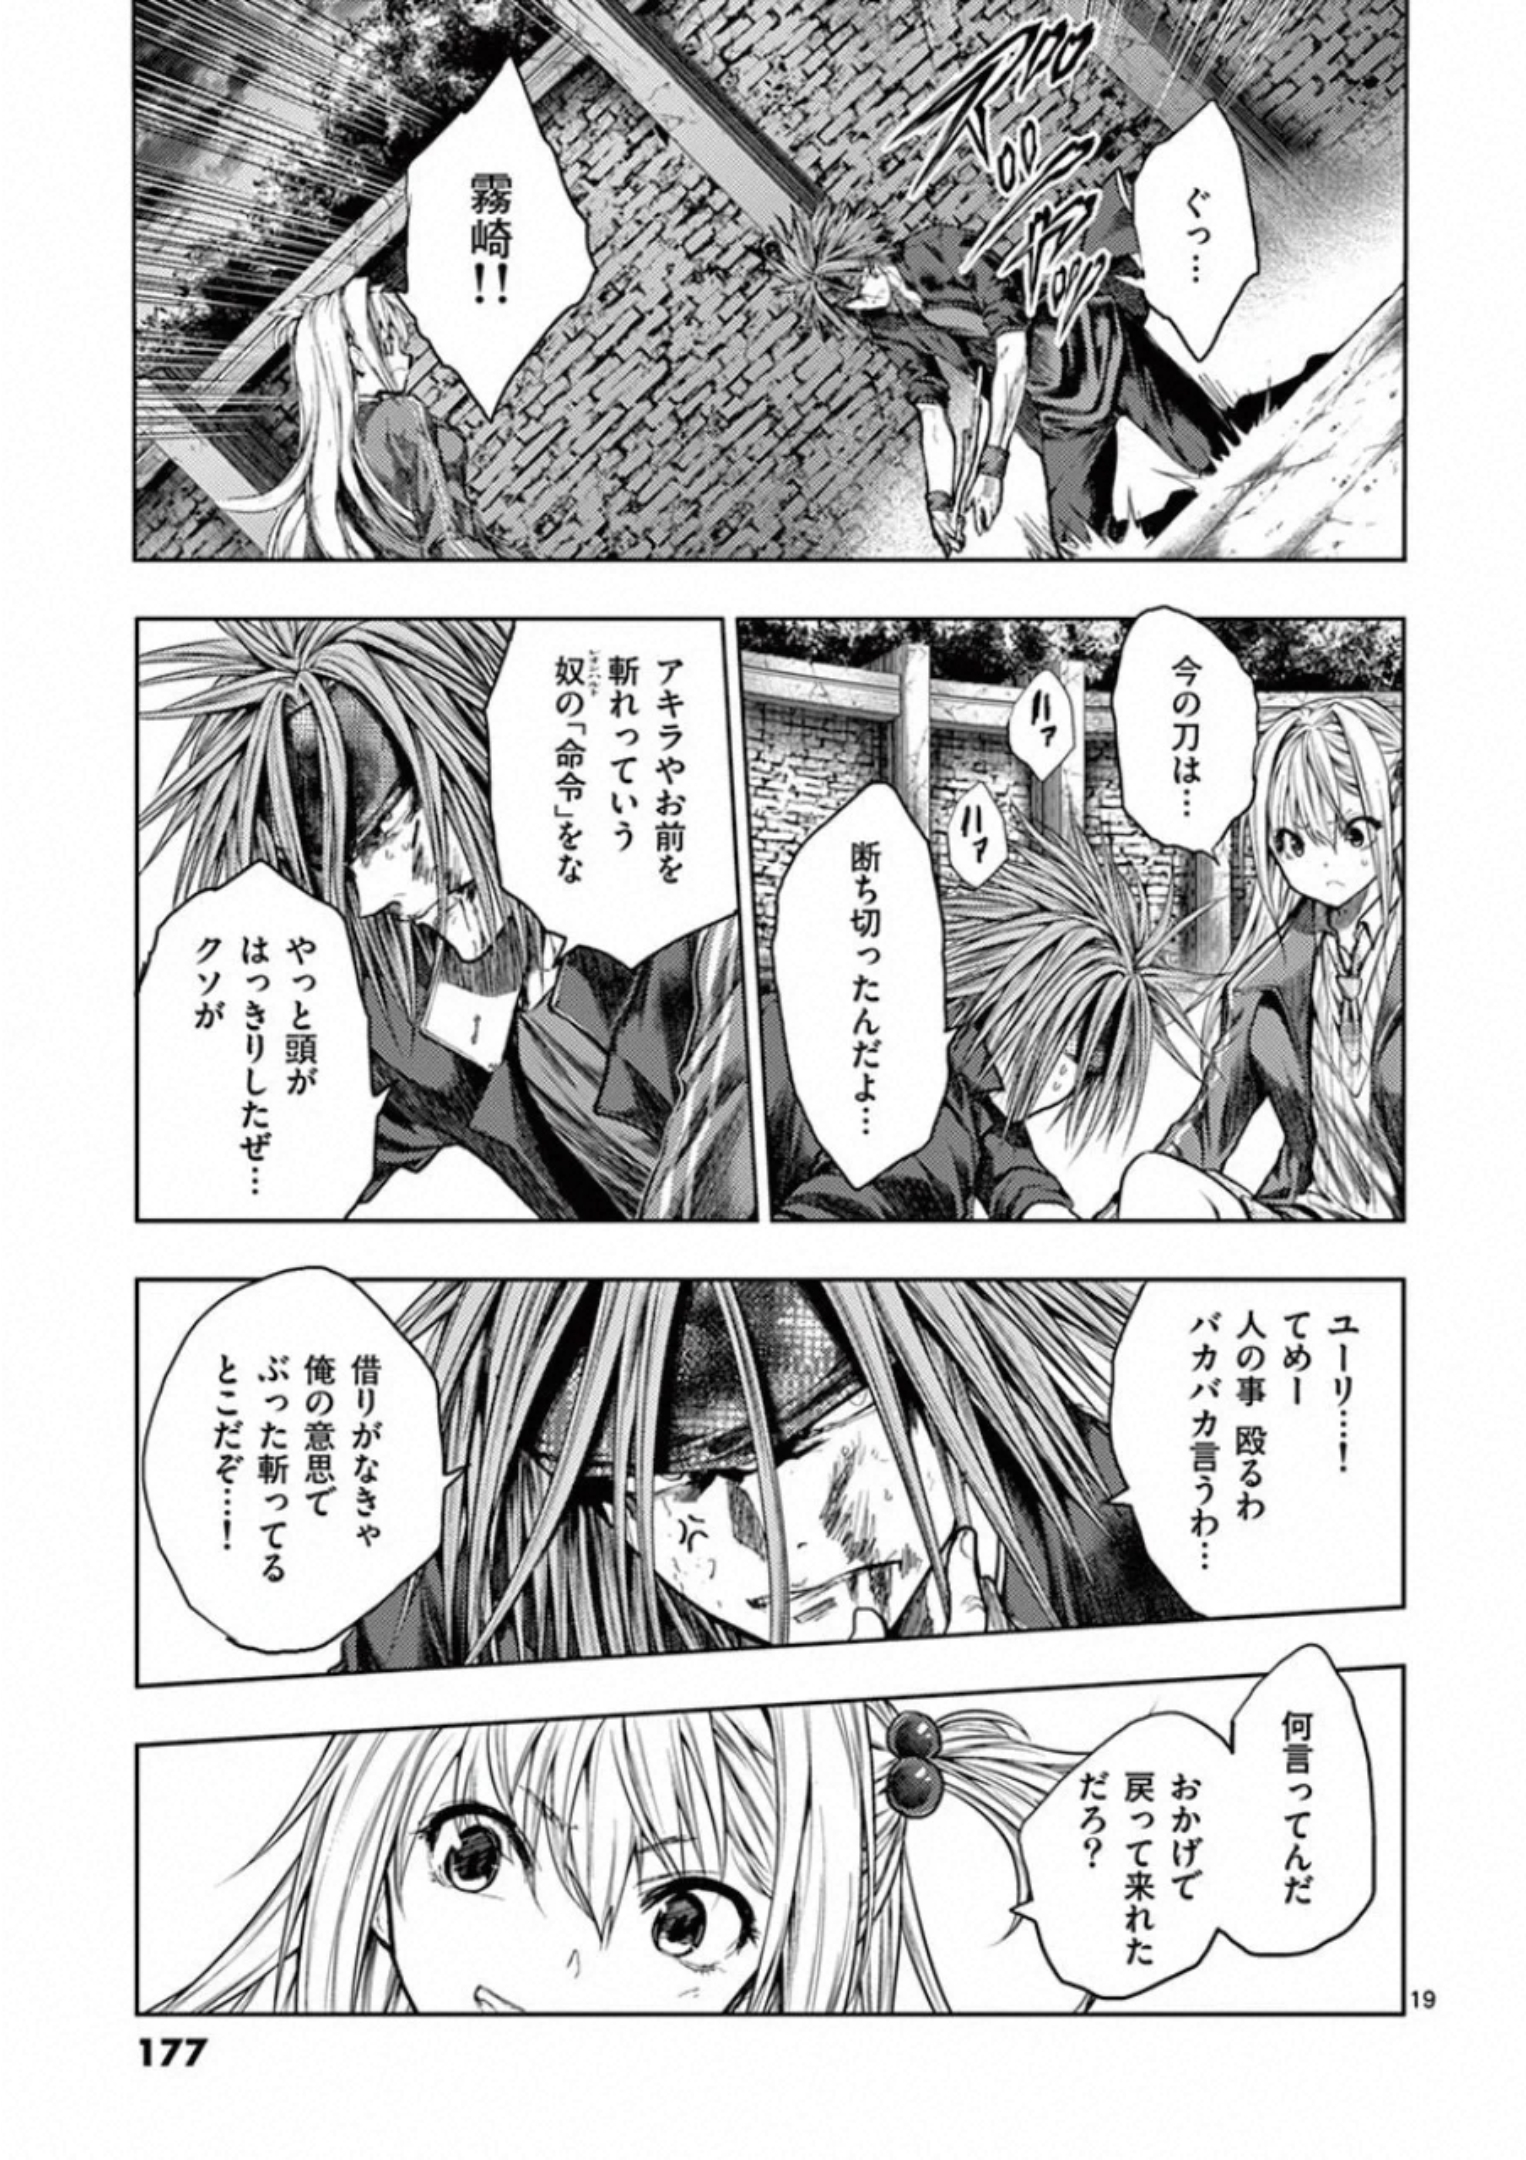 ぐっ…
霧崎!!
今の刀は…
ハァ
ハァ
断ち切ったんだよ…
アキラやお前を
斬れっていう
奴の「命令」をな
やっと頭が
はっきりしたぜ…
クソが
ユーリ…!
てめー
人の事 殴るわ
バカバカ言うわ…
借りがなきゃ
俺の意思で
ぶった斬ってる
とこだぞ…!
何言ってんだ
おかげで
戻って来れた
だろ?
19
177